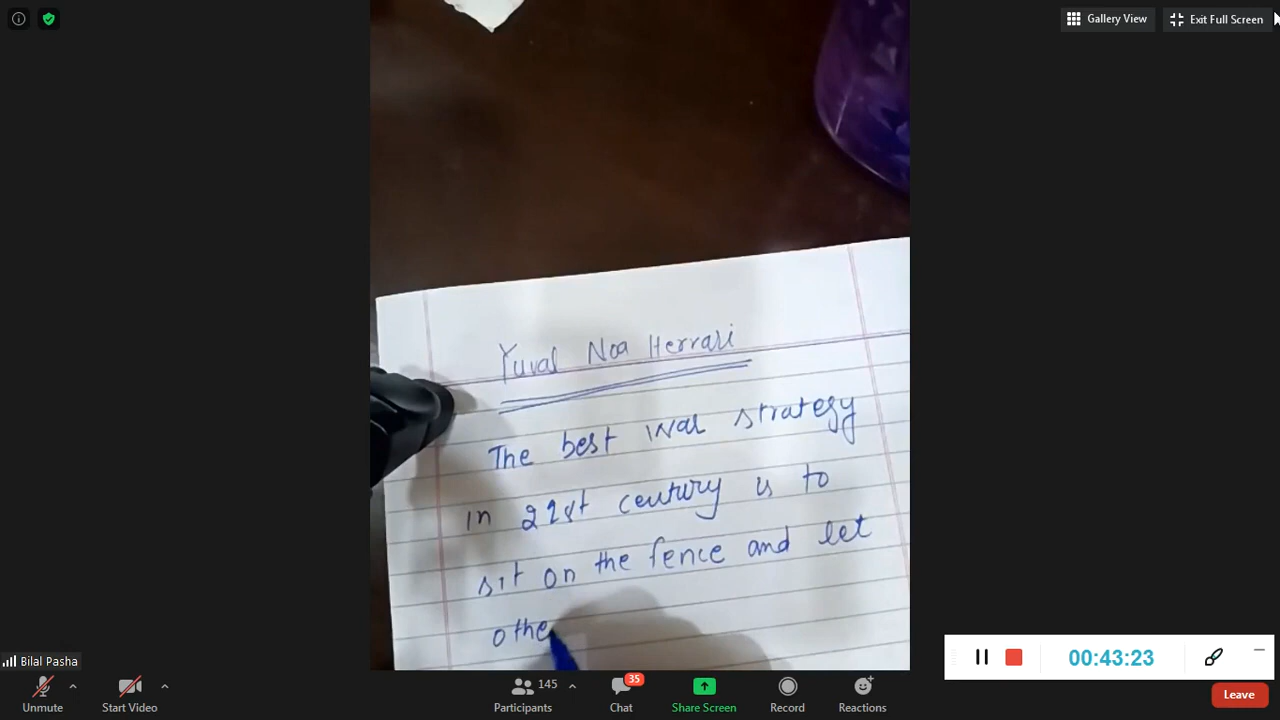 Gallery View
Exit Full Screen
Yuval Noa Herrari
The best war strategy
in 21st century is to
sit on the fence and let
othe
Bilal Pasha
00:43:23
Unmute
Start Video
145
Participants
35
Chat
Share Screen
Record
Reactions
Leave